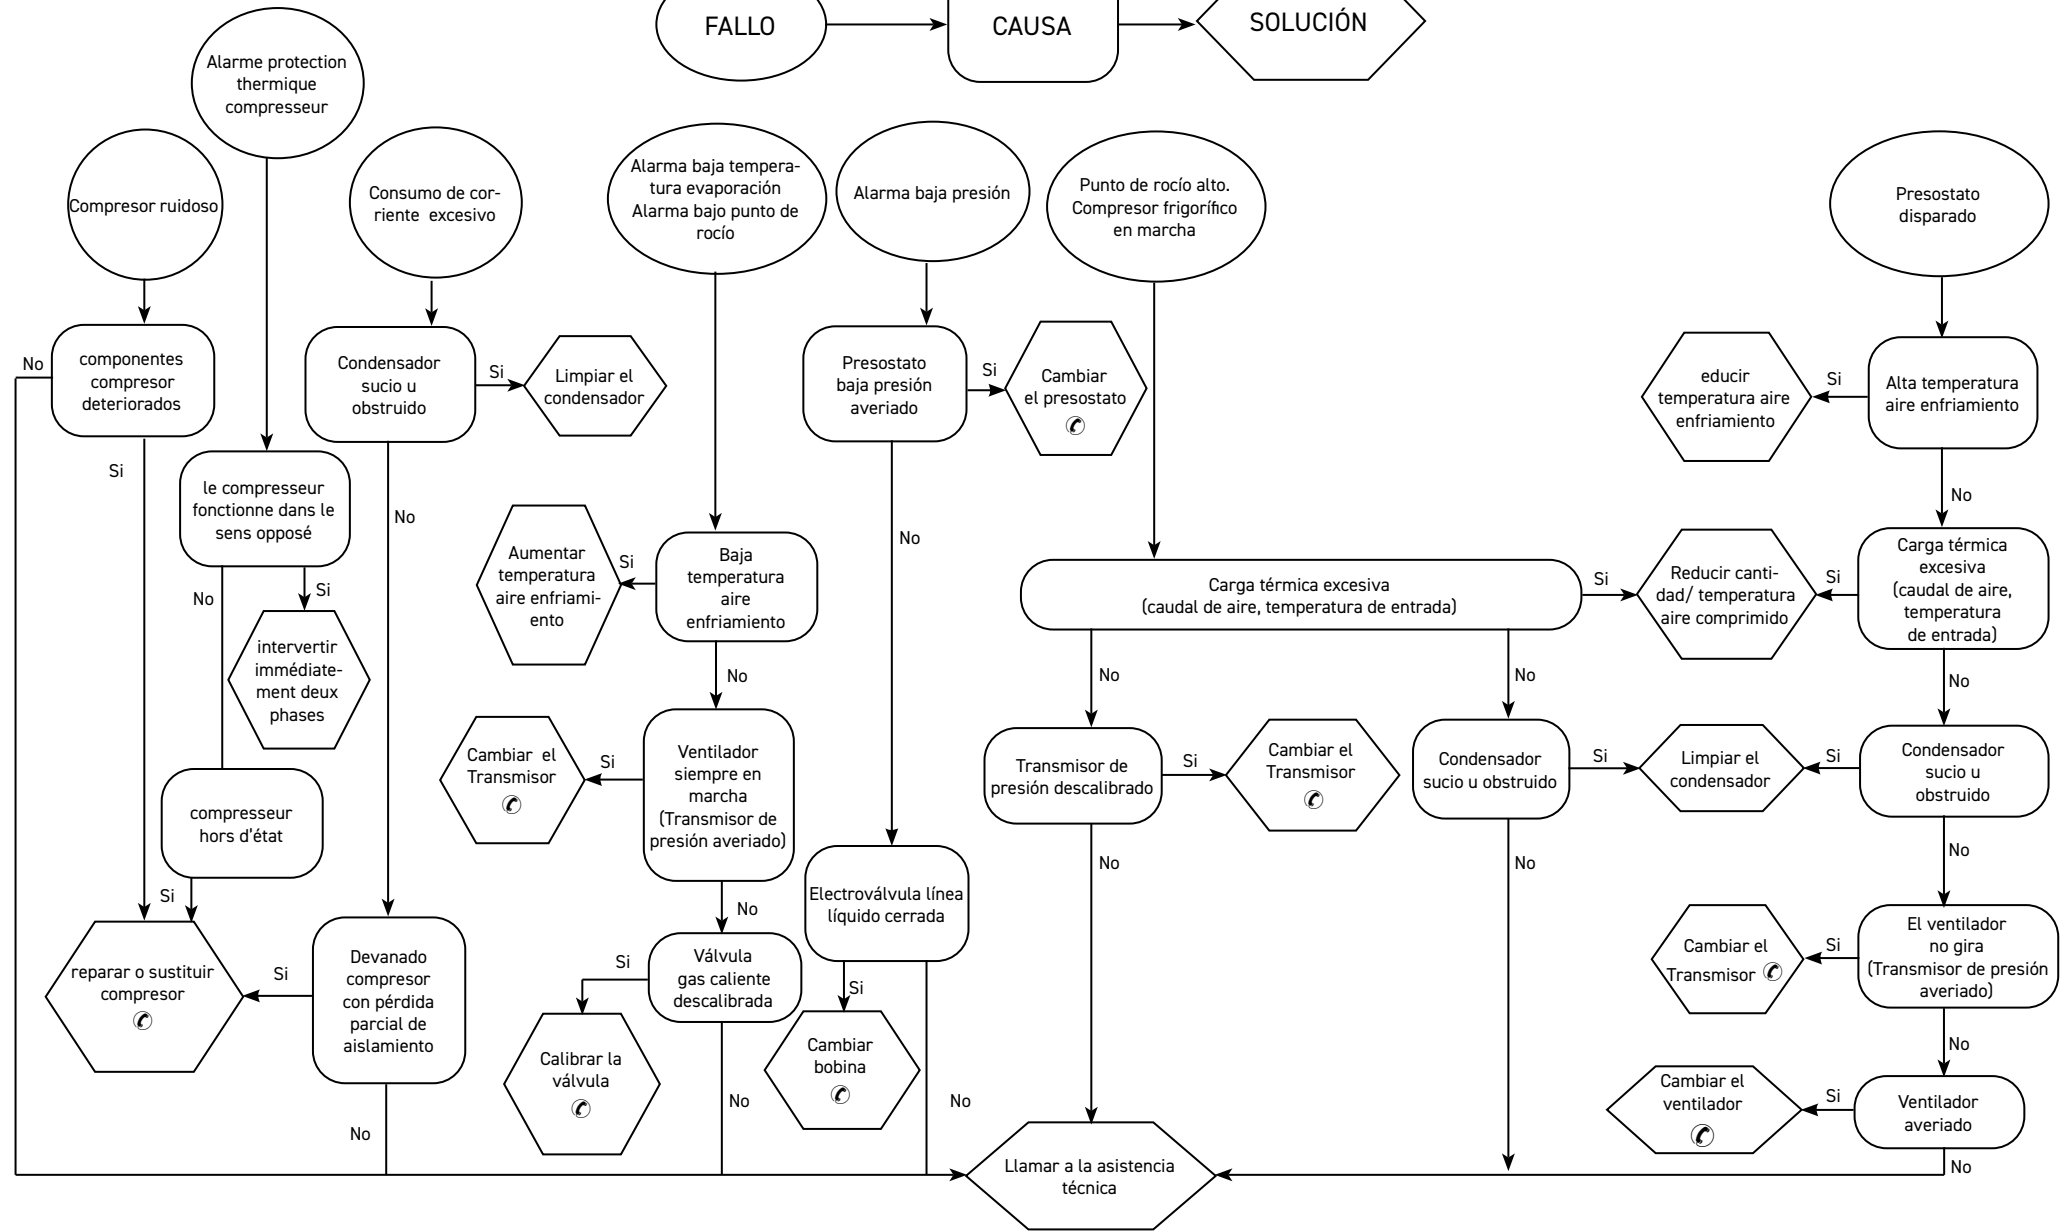 FALLO
CAUSA
SOLUCIÓN
Alarme protection
thermique
compresseur
Compresor ruidoso
Consumo de cor-
riente excesivo
Alarma baja tempera-
tura evaporación
Alarma bajo punto de
rocío
Alarma baja presión
Punto de rocío alto.
Compresor frigorífico
en marcha
Presostato
disparado
No
componentes
compresor
deteriorados
Condensador
sucio u
obstruido
Si
Limpiar el
condensador
Presostato
baja presión
averiado
Si
Cambiar
el presostato
✆
educir
temperatura aire
enfriamiento
Si
Alta temperatura
aire enfriamiento
Si
le compresseur
fonctionne dans le
sens opposé
No
No
No
Aumentar
temperatura
aire enfriami-
ento
Si
Baja
temperatura
aire
enfriamiento
Carga térmica excesiva
(caudal de aire, temperatura de entrada)
Si
Reducir canti-
dad/ temperatura
aire comprimido
Si
Carga térmica
excesiva
(caudal de aire,
temperatura
de entrada)
No
Si
intervertir
immédiate-
ment deux
phases
No
No
No
No
Cambiar el
Transmisor
✆
Si
Ventilador
siempre en
marcha
(Transmisor de
presión averiado)
Transmisor de
presión descalibrado
Si
Cambiar el
Transmisor
✆
Condensador
sucio u obstruido
Si
Limpiar el
condensador
Si
Condensador
sucio u
obstruido
compresseur
hors d'état
No
No
No
Si
No
Electroválvula línea
líquido cerrada
Cambiar el
Transmisor ✆
Si
El ventilador
no gira
(Transmisor de presión
averiado)
reparar o sustituir
compresor
✆
Si
Devanado
compresor
con pérdida
parcial de
aislamiento
Si
Válvula
gas caliente
descalibrada
Si
No
Calibrar la
válvula
✆
Cambiar
bobina
✆
No
No
Cambiar el
ventilador
✆
Si
Ventilador
averiado
No
Llamar a la asistencia
técnica
No